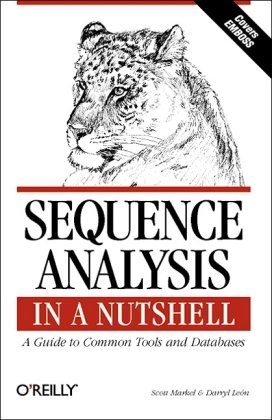 Covers
EMBOSS
SEQUENCE
ANALYSIS
IN A NUTSHELL
A Guide to Common Tools and Databases
O'REILLY
Scott Markel & Darryl León